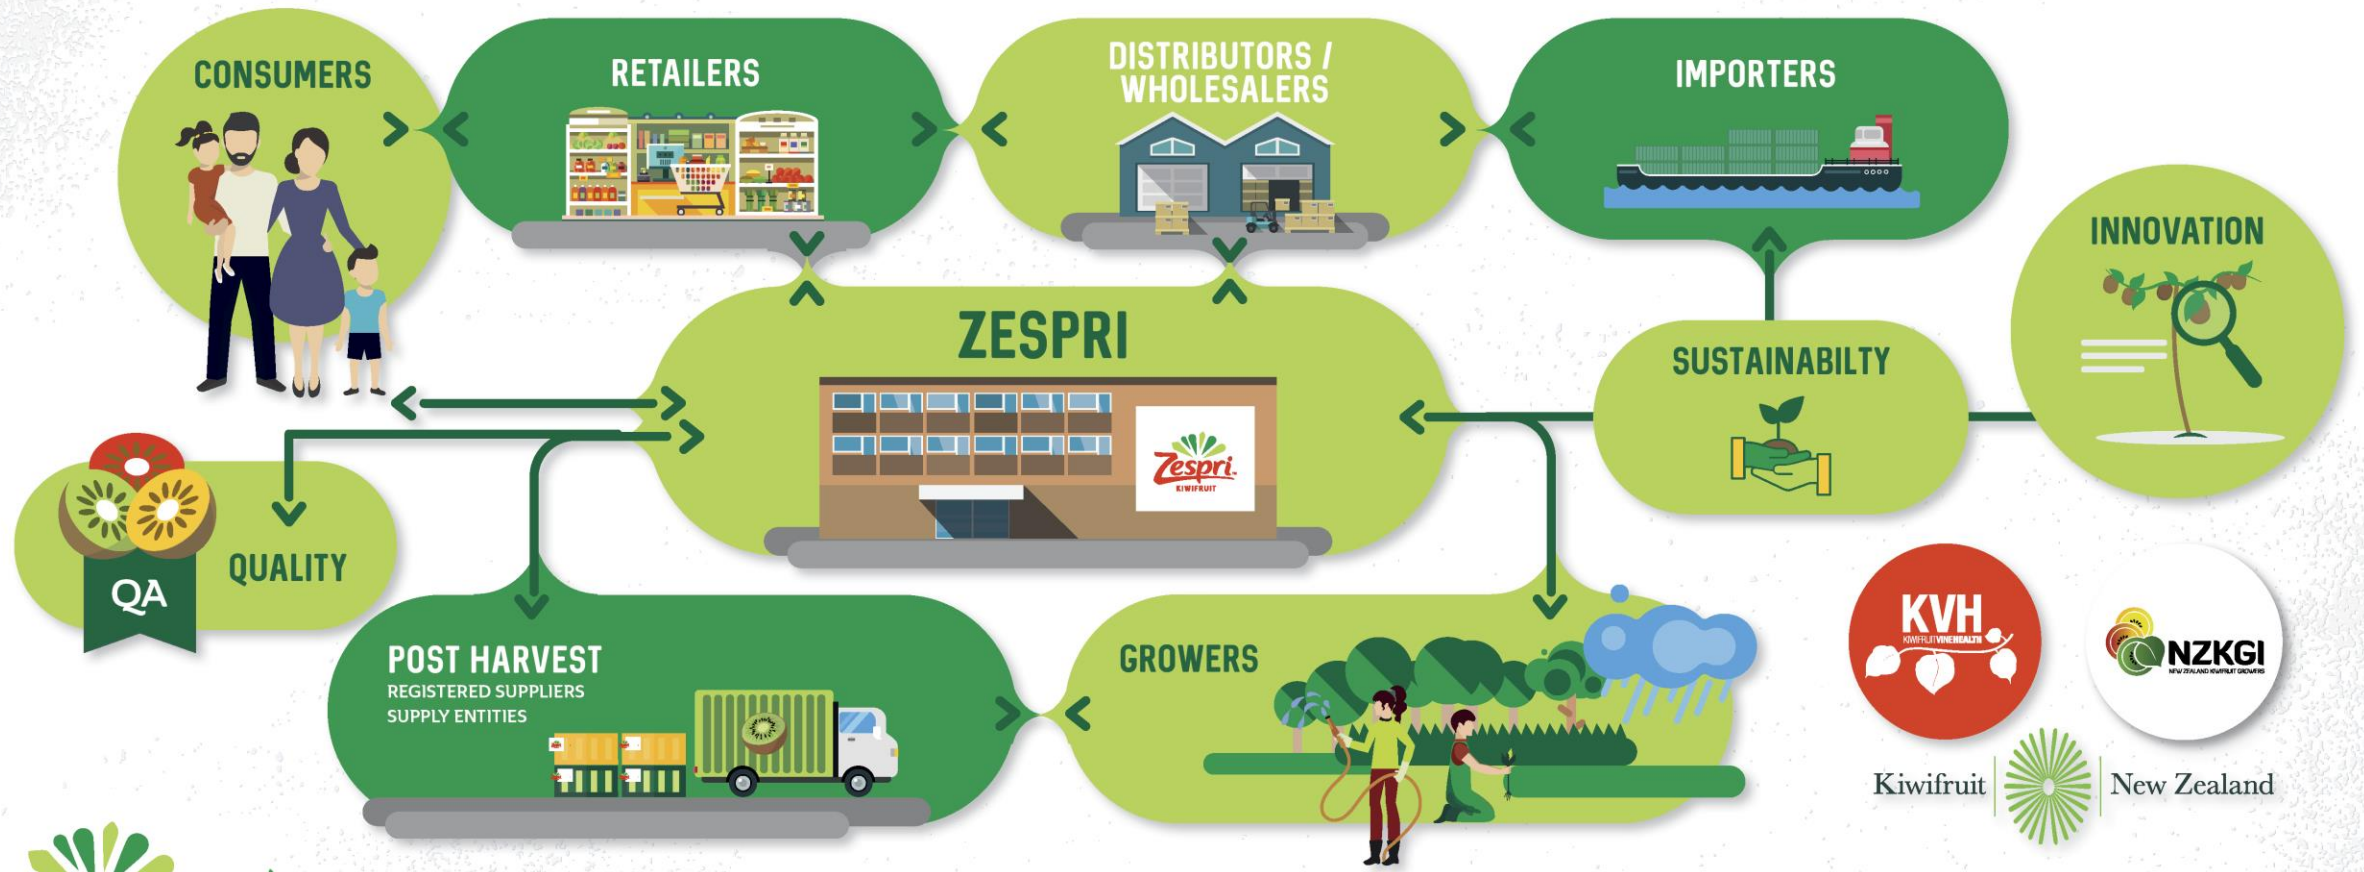 CONSUMERS
RETAILERS
DISTRIBUTORS /
WHOLESALERS
IMPORTERS
INNOVATION
ZESPRI
SUSTAINABILTY
Zespri
KIWIFRUIT
QA
QUALITY
POST HARVEST
REGISTERED SUPPLIERS
SUPPLY ENTITIES
GROWERS
KVH
KIWIFRUITVINEHEALTH
NZKGI
NEW ZEALAND KIWIFRUIT GROWERS
Kiwifruit New Zealand